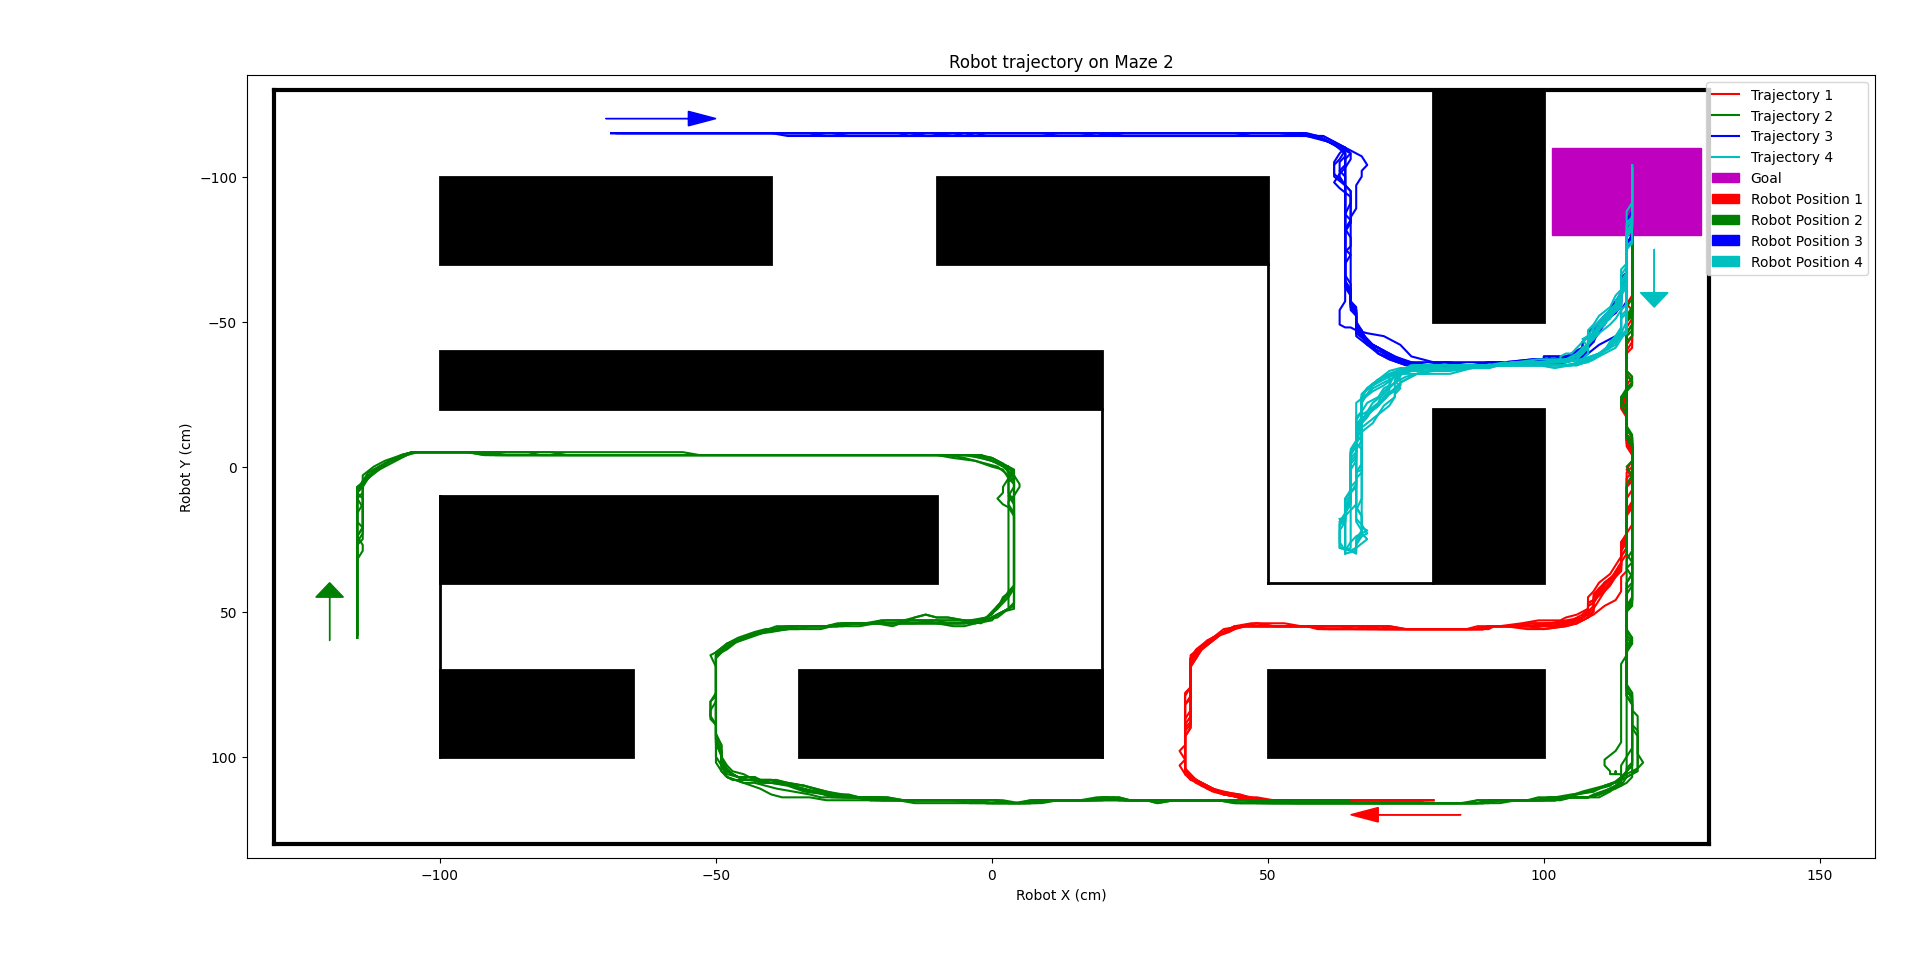 Robot trajectory on Maze 2
Trajectory 1
Trajectory 2
Trajectory 3
Trajectory 4
Goal
Robot Position 1
Robot Position 2
Robot Position 3
Robot Position 4
−100
−50
0
50
100
Robot Y (cm)
−100
−50
0
50
100
150
Robot X (cm)